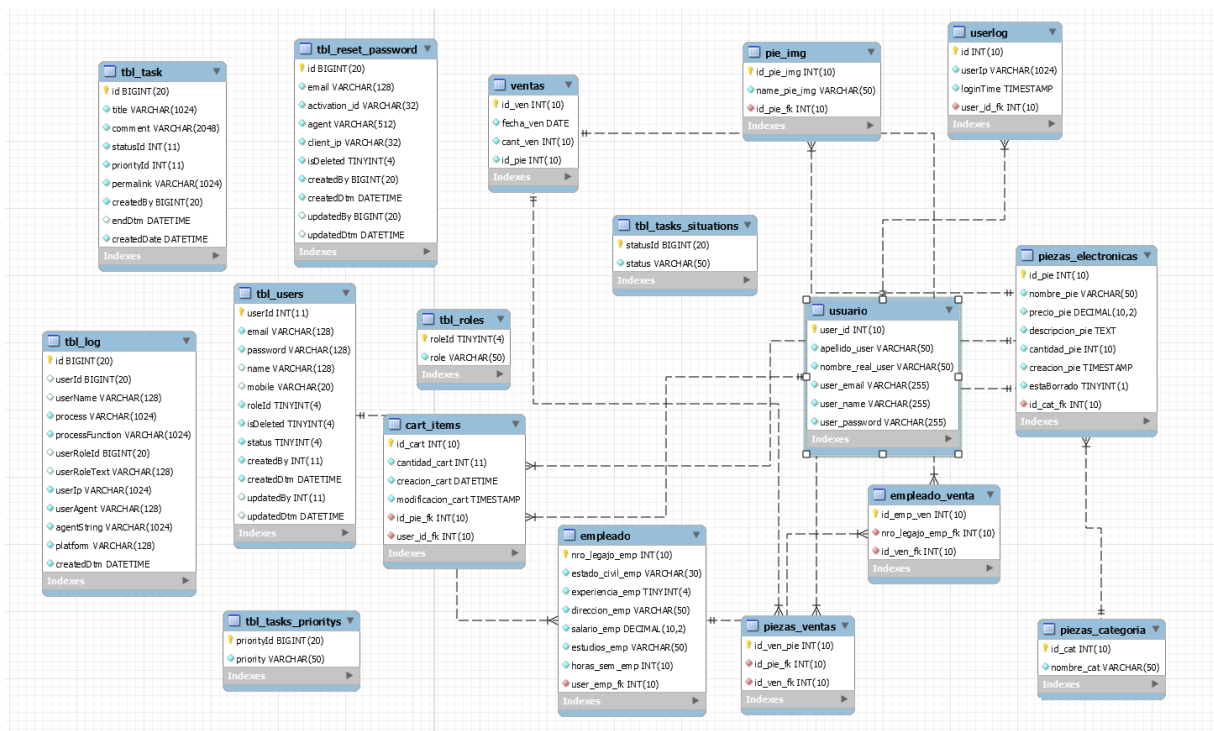 tbl_task
id BIGINT(20)
title VARCHAR(1024)
comment VARCHAR(2048)
statusId INT(11)
priorityId INT(11)
permalink VARCHAR(1024)
createdBy BIGINT(20)
endDtm DATETIME
createdDate DATETIME
Indexes
tbl_reset_password
id BIGINT(20)
email VARCHAR(128)
activation_id VARCHAR(32)
agent VARCHAR(512)
client_ip VARCHAR(32)
isDeleted TINYINT(4)
createdBy BIGINT(20)
createdDtm DATETIME
updatedBy BIGINT(20)
updatedDtm DATETIME
Indexes
ventas
id_ven INT(10)
fecha_ven DATE
cant_ven INT(10)
id_pie INT(10)
Indexes
pie_img
id_pie_img INT(10)
name_pie_img VARCHAR(50)
id_pie_fk INT(10)
Indexes
userlog
id INT(10)
userIp VARCHAR(1024)
loginTime TIMESTAMP
user_id_fk INT(10)
Indexes
tbl_tasks_situations
statusId BIGINT(20)
status VARCHAR(50)
Indexes
piezas_electronicas
id_pie INT(10)
nombre_pie VARCHAR(50)
precio_pie DECIMAL(10,2)
descripcion_pie TEXT
cantidad_pie INT(10)
creacion_pie TIMESTAMP
estaBorrado TINYINT(1)
id_cat_fk INT(10)
Indexes
tbl_users
userId INT(11)
email VARCHAR(128)
password VARCHAR(128)
name VARCHAR(128)
mobile VARCHAR(20)
roleId TINYINT(4)
isDeleted TINYINT(4)
status TINYINT(4)
createdBy INT(11)
createdDtm DATETIME
updatedBy INT(11)
updatedDtm DATETIME
Indexes
tbl_roles
roleId TINYINT(4)
role VARCHAR(50)
Indexes
usuario
user_id INT(10)
apellido_user VARCHAR(50)
nombre_real_user VARCHAR(50)
user_email VARCHAR(255)
user_name VARCHAR(255)
user_password VARCHAR(255)
Indexes
tbl_log
id BIGINT(20)
userId BIGINT(20)
userName VARCHAR(128)
process VARCHAR(1024)
processFunction VARCHAR(1024)
userRoleId BIGINT(20)
userRoleText VARCHAR(128)
userIp VARCHAR(1024)
userAgent VARCHAR(128)
agentString VARCHAR(1024)
platform VARCHAR(128)
createdDtm DATETIME
Indexes
cart_items
id_cart INT(10)
cantidad_cart INT(11)
creacion_cart DATETIME
modificacion_cart TIMESTAMP
id_pie_fk INT(10)
user_id_fk INT(10)
Indexes
empleado_venta
id_emp_ven INT(10)
nro_legajo_emp_fk INT(10)
id_ven_fk INT(10)
Indexes
empleado
nro_legajo_emp INT(10)
estado_civil_emp VARCHAR(30)
experiencia_emp TINYINT(4)
direccion_emp VARCHAR(50)
salario_emp DECIMAL(10,2)
estudios_emp VARCHAR(50)
horas_sem_emp INT(10)
user_emp_fk INT(10)
Indexes
tbl_tasks_prioritys
priorityId BIGINT(20)
priority VARCHAR(50)
Indexes
piezas_ventas
id_ven_pie INT(10)
id_pie_fk INT(10)
id_ven_fk INT(10)
Indexes
piezas_categoria
id_cat INT(10)
nombre_cat VARCHAR(50)
Indexes